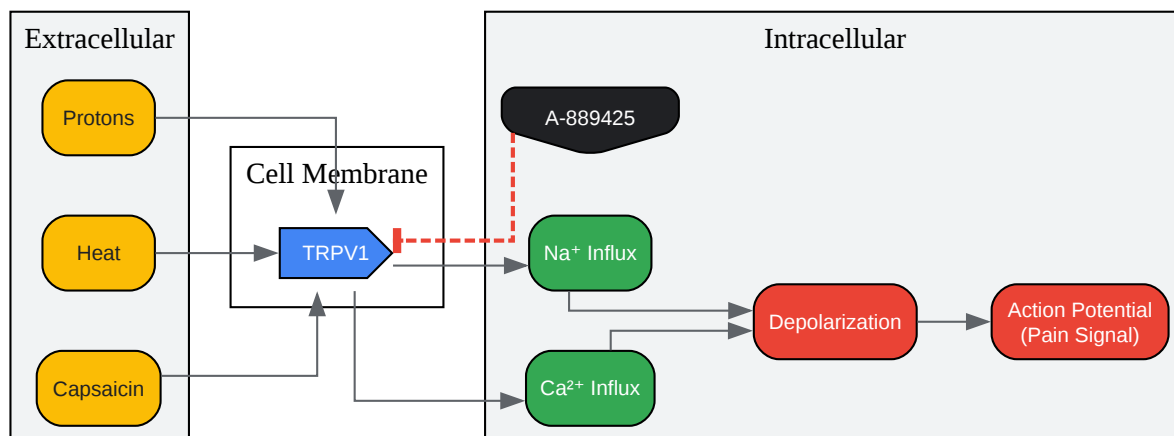 Extracellular
Intracellular
Protons
A-889425
Cell Membrane
Heat
TRPV1
Na⁺ Influx
Depolarization
Action Potential
(Pain Signal)
Capsaicin
Ca²⁺ Influx